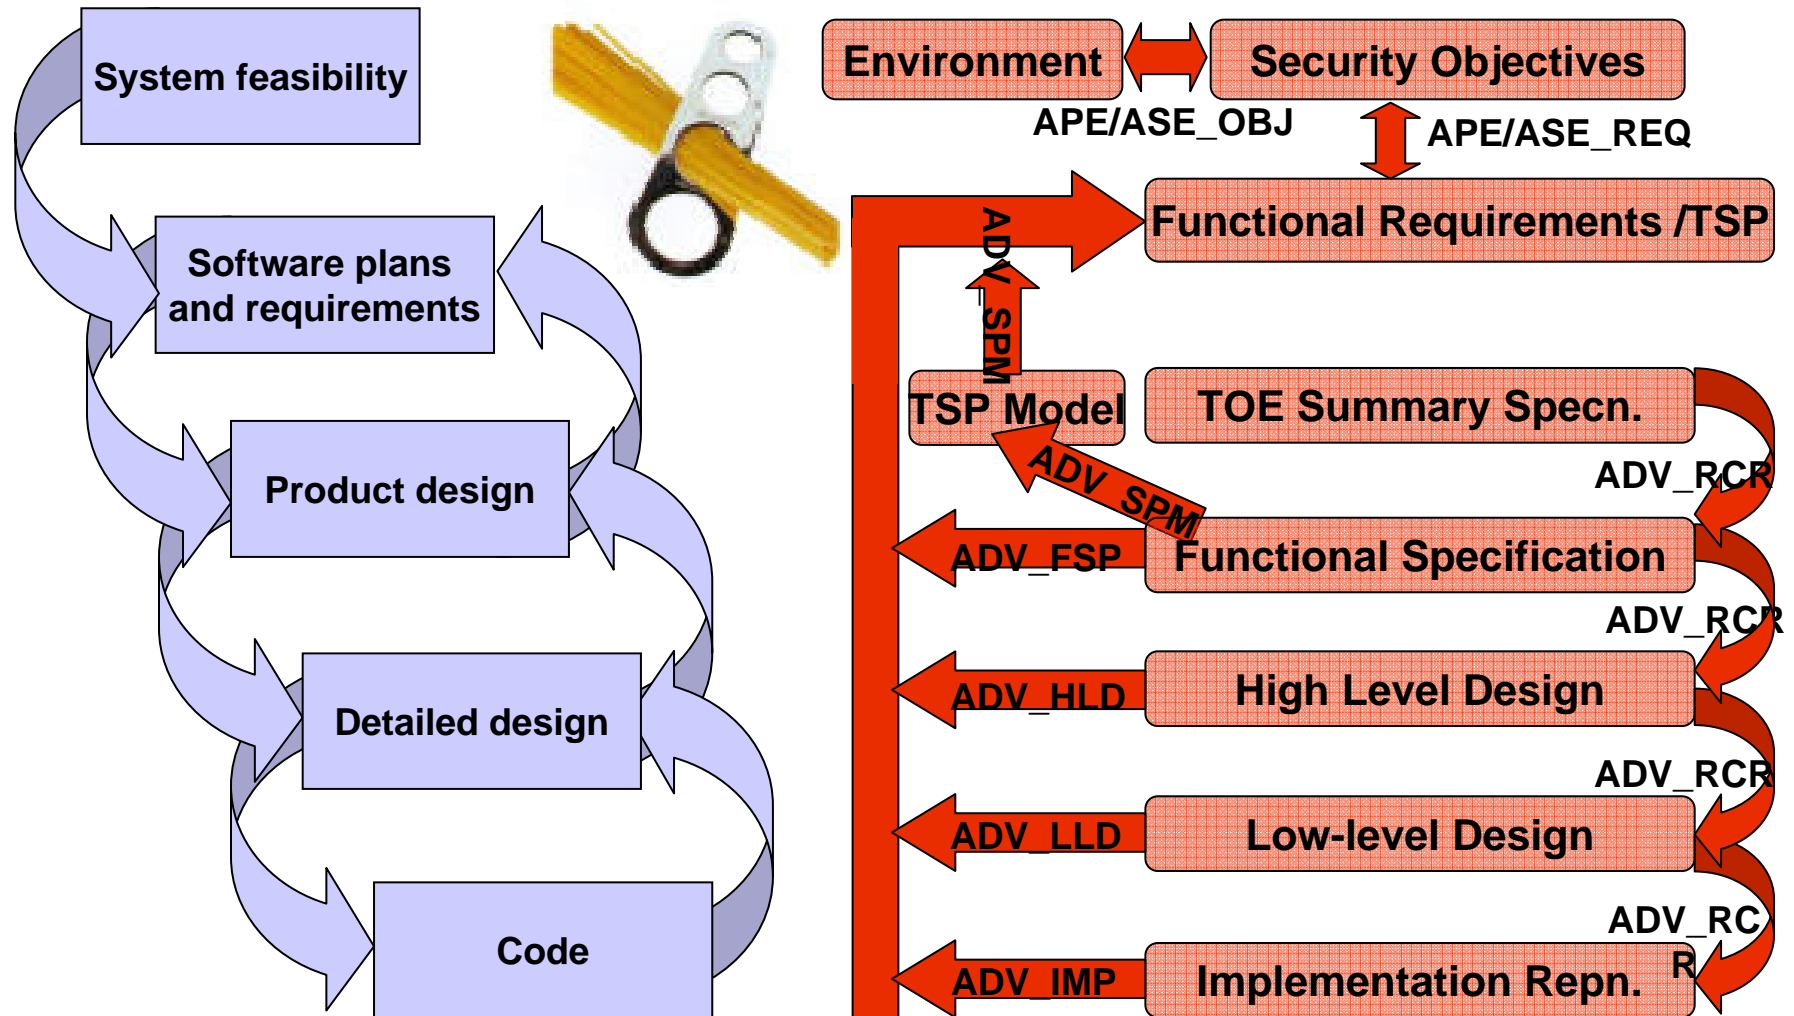 System feasibility
Software plans
and requirements
Product design
Detailed design
Code
Environment
Security Objectives
APE/ASE_OBJ
APE/ASE_REQ
Functional Requirements /TSP
ADV_SPM
TSP Model
TOE Summary Specn.
ADV_RCR
ADV_SPM
ADV_FSP
Functional Specification
ADV_RCR
ADV_HLD
High Level Design
ADV_RCR
ADV_LLD
Low-level Design
ADV_RC
R
ADV_IMP
Implementation Repn.